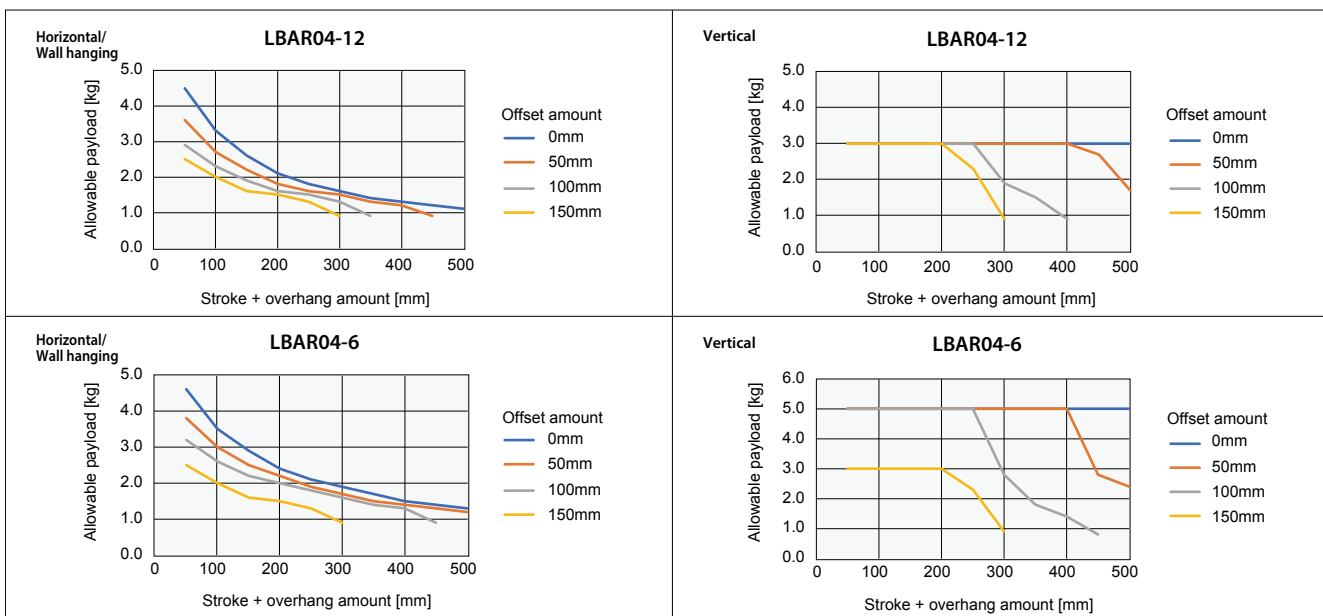 Horizontal/
Wall hanging
LBAR04-12
Allowable payload [kg]
5.0
4.0
3.0
2.0
1.0
0.0
0 100 200 300 400 500
Stroke + overhang amount [mm]
Offset amount
0mm
50mm
100mm
150mm
Vertical
LBAR04-12
Allowable payload [kg]
5.0
4.0
3.0
2.0
1.0
0.0
0 100 200 300 400 500
Stroke + overhang amount [mm]
Offset amount
0mm
50mm
100mm
150mm
Horizontal/
Wall hanging
LBAR04-6
Allowable payload [kg]
5.0
4.0
3.0
2.0
1.0
0.0
0 100 200 300 400 500
Stroke + overhang amount [mm]
Offset amount
0mm
50mm
100mm
150mm
Vertical
LBAR04-6
Allowable payload [kg]
6.0
5.0
4.0
3.0
2.0
1.0
0.0
0 100 200 300 400 500
Stroke + overhang amount [mm]
Offset amount
0mm
50mm
100mm
150mm